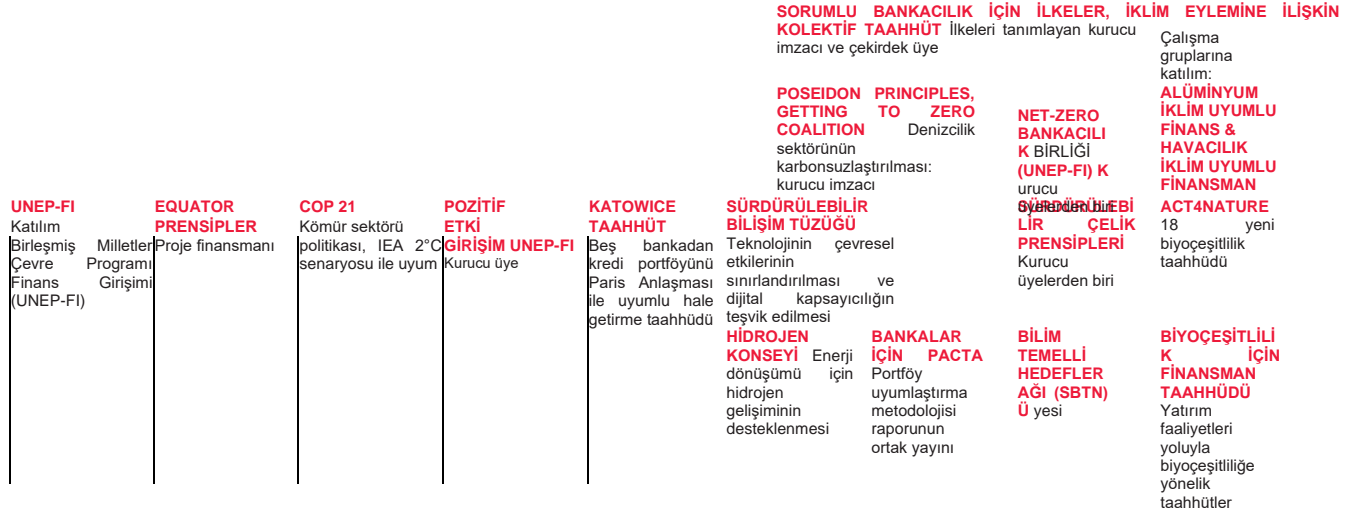 SORUMLU BANKACILIK İÇİN İLKELER, İKLİM EYLEMİNE İLİŞKİN
KOLEKTİF TAAHHÜT İlkeleri tanımlayan kurucu
imzacı ve çekirdek üye
Çalışma
gruplarına
katılım:
ALÜMİNYUM
İKLİM UYUMLU
FİNANS &
HAVACILIK
İKLİM UYUMLU
FİNANSMAN
POSEIDON PRINCIPLES,
GETTING TO ZERO
COALITION Denizcilik
sektörünün
karbonsuzlaştırılması:
kurucu imzacı
NET-ZERO
BANKACILI
K BİRLİĞİ
(UNEP-FI) K
urucu
üyelerden biri
UNEP-FI
Katılım
Birleşmiş Milletler
Çevre Programı
Finans Girişimi
(UNEP-FI)
EQUATOR
PRENSİPLER
Proje finansmanı
COP 21
Kömür sektörü
politikası, IEA 2°C
senaryosu ile uyum
POZİTİF
ETKİ
GİRİŞİM UNEP-FI
Kurucu üye
KATOWICE
TAAHHÜT
Beş bankadan
kredi portföyünü
Paris Anlaşması
ile uyumlu hale
getirme taahhüdü
SÜRDÜRÜLEBİLİR
BİLİŞİM TÜZÜĞÜ
Teknolojinin çevresel
etkilerinin
sınırlandırılması ve
dijital kapsayıcılığın
teşvik edilmesi
SÜRDÜRÜLEBİ
LİR ÇELİK
PRENSİPLERİ
Kurucu
üyelerden biri
ACT4NATURE
18 yeni
biyoçeşitlilik
taahhüdü
HİDROJEN
KONSEYİ Enerji
dönüşümü için
hidrojen
gelişiminin
desteklenmesi
BANKALAR
İÇİN PACTA
Portföy
uyumlaştırma
metodolojisi
raporunun
ortak yayını
BİLİM
TEMELLİ
HEDEFLER
AĞI (SBTN)
Ü yesi
BİYOÇEŞİTLİLİ
K İÇİN
FİNANSMAN
TAAHHÜDÜ
Yatırım
faaliyetleri
yoluyla
biyoçeşitliliğe
yönelik
taahhütler